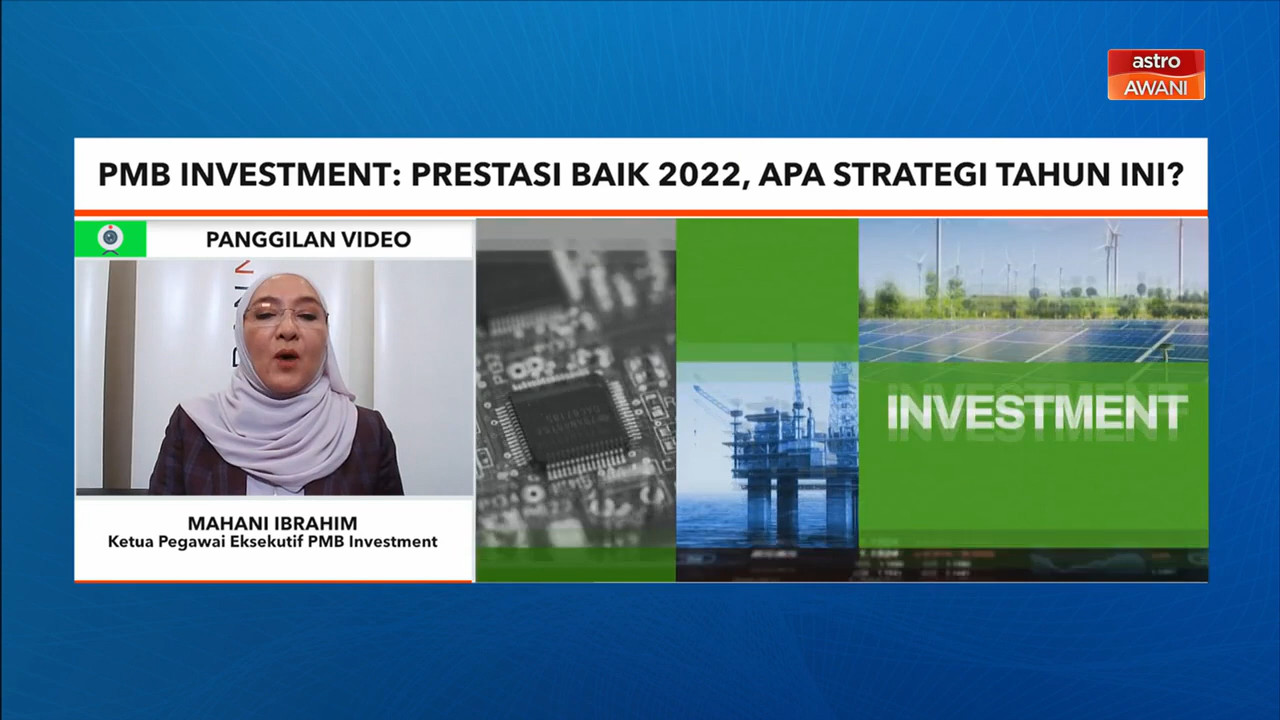 astro
AWANI
PMB INVESTMENT: PRESTASI BAIK 2022, APA STRATEGI TAHUN INI?
PANGGILAN VIDEO
INVESTMENT
MAHANI IBRAHIM
Ketua Pegawai Eksekutif PMB Investment